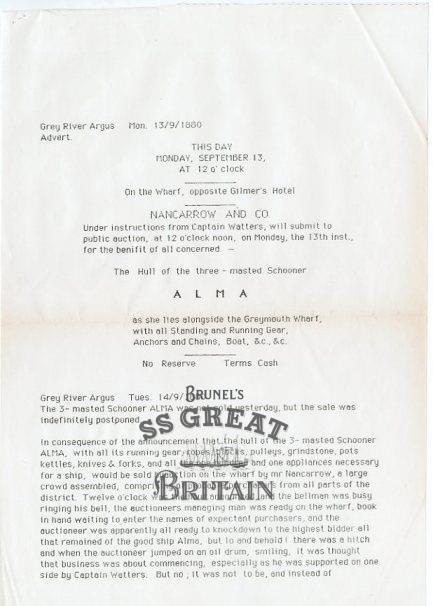 Grey River Argus Mon. 13/9/1880
Advert.
THIS DAY
MONDAY, SEPTEMBER 13,
AT 12 o' clock
On the Wharf, opposite Gilmer's Hotel
NANCARROW AND CO.
Under instructions from Captain Watters, will submit to
public auction, at 12 o'clock noon, on Monday, the 13th inst.,
for the benifit of all concerned. —
The Hull of the three - masted Schooner
A L M A
as she lies alongside the Greymouth Wharf,
with all Standing and Running Gear,
Anchors and Chains, Boat, &c., &c.
No Reserve Terms Cash
Grey River Argus Tues. 14/9/
The 3- masted Schooner ALMA was not sold yesterday, but the sale was
indefinitely postponed
In consequence of the announcement that the hull of the 3- masted Schooner
ALMA, with all its running gear, ropes, pulleys, grindstone, pots
kettles, knives & forks, and all the and one appliances necessary
for a ship, would be sold by auction on the wharf by mr Nancarrow, a large
crowd assembled, from all parts of the
district. Twelve o'clock and the bellman was busy
ringing his bell, the auctioneers managing man was ready on the wharf, book
in hand waiting to enter the names of expectant purchasers, and the
auctioneer was apparently all ready to knockdown to the highest bidder all
that remained of the good ship Alma, but lo and behold ! there was a hitch
and when the auctioneer jumped on an oil drum, smiling, it was thought
that business was about commencing, especially as he was supported on one
side by Captain Watters. But no ; it was not to be, and instead of
BRUNEL'S
SS GREAT
BRITAIN